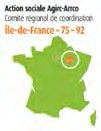 Action sociale Agirc-Arrco
Comité régional de coordination
Île-de-France - 75 - 92